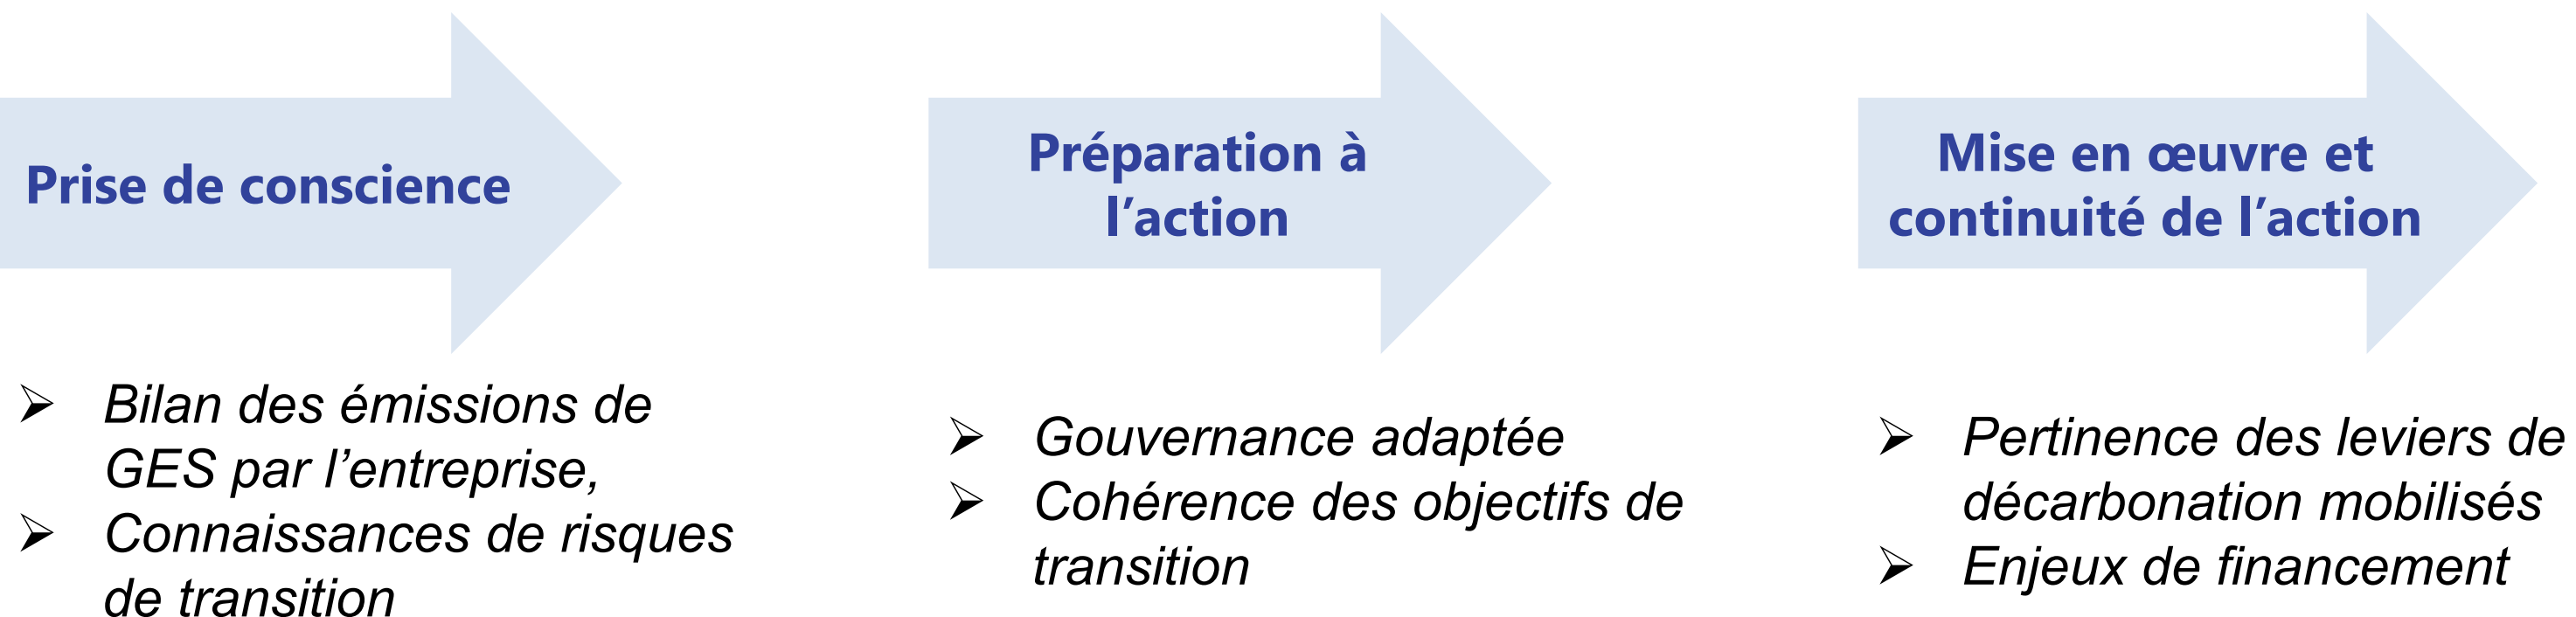 Prise de conscience
➢ Bilan des émissions de
GES par l’entreprise,
➢ Connaissances de risques
de transition
Préparation à
l’action
➢ Gouvernance adaptée
➢ Cohérence des objectifs de
transition
Mise en œuvre et
continuité de l’action
➢ Pertinence des leviers de
décarbonation mobilisés
➢ Enjeux de financement